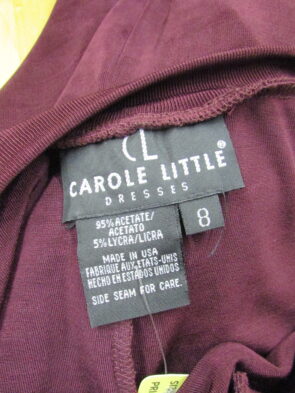 CL
CAROLE LITTLE®
DRESSES
8
95% ACETATE/
ACETATO
5% LYCRA/LICRA
MADE IN USA
FABRIQUE AUX ETATS-UNIS
HECHO EN ESTADOS UNIDOS
SIDE SEAM FOR CARE.